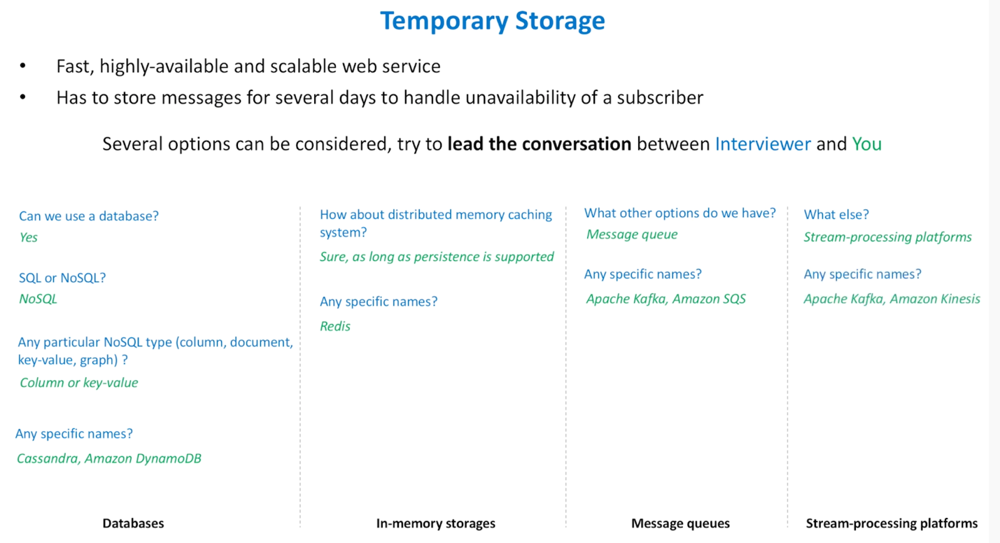 Temporary Storage
• Fast, highly-available and scalable web service
• Has to store messages for several days to handle unavailability of a subscriber
Several options can be considered, try to lead the conversation between Interviewer and You
Can we use a database?
Yes
SQL or NoSQL?
NoSQL
Any particular NoSQL type (column, document,
key-value, graph) ?
Column or key-value
Any specific names?
Cassandra, Amazon DynamoDB
Databases
How about distributed memory caching
system?
Sure, as long as persistence is supported
Any specific names?
Redis
In-memory storages
What other options do we have?
Message queue
Any specific names?
Apache Kafka, Amazon SQS
Message queues
What else?
Stream-processing platforms
Any specific names?
Apache Kafka, Amazon Kinesis
Stream-processing platforms